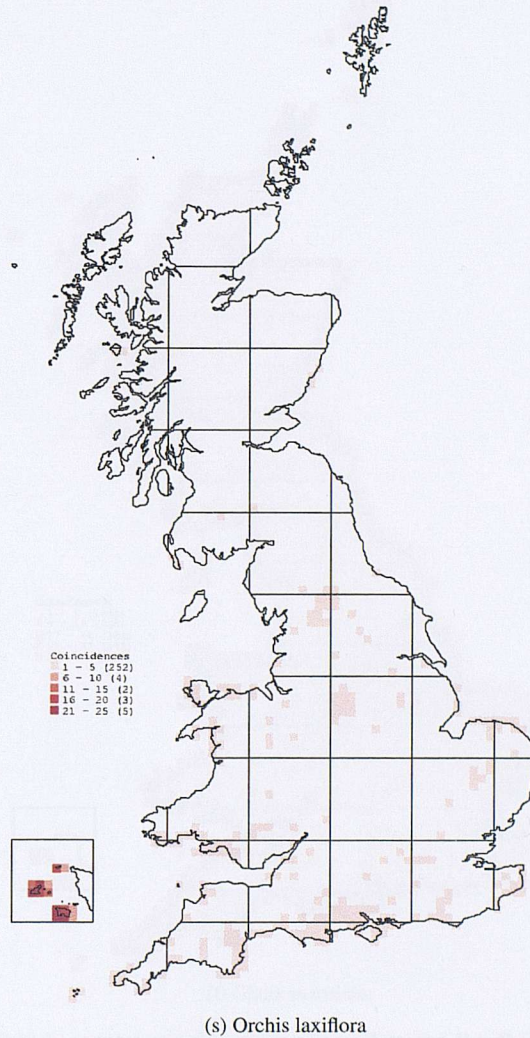 Coincidences
1 - 5 (252)
6 - 10 (4)
11 - 15 (2)
16 - 20 (3)
21 - 25 (5)
(s) Orchis laxiflora